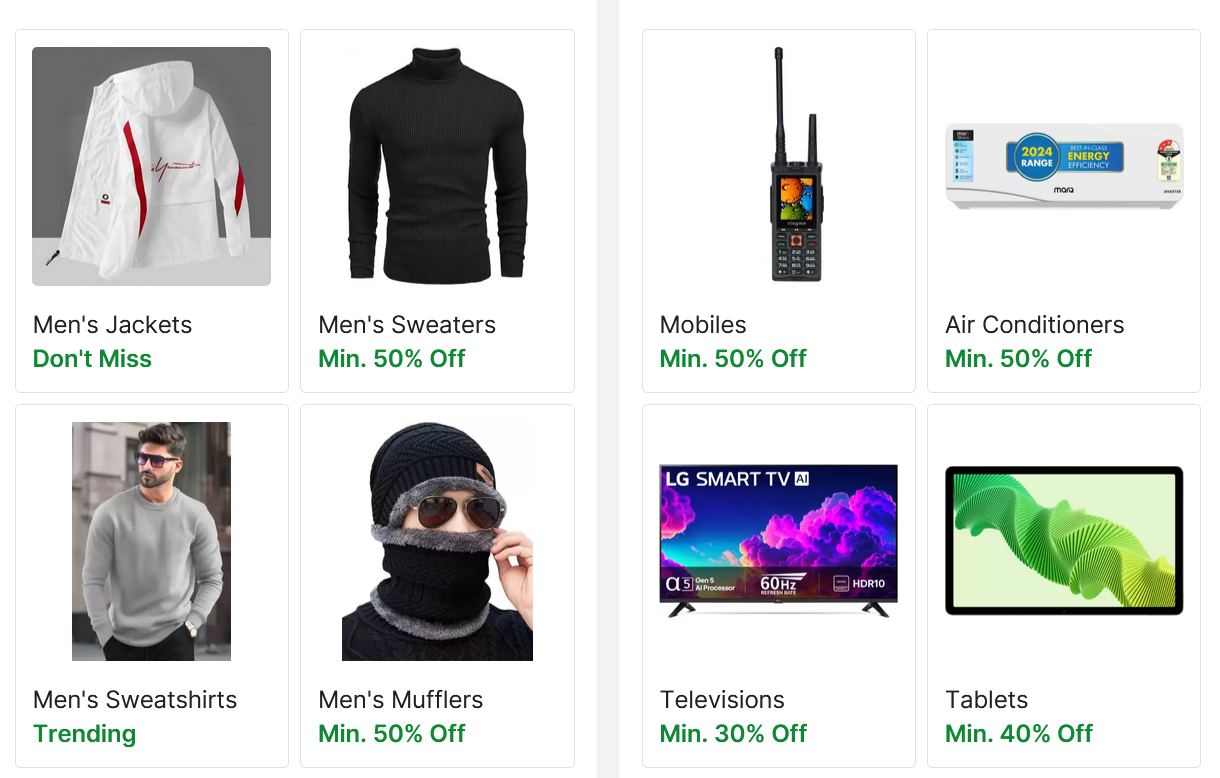 Men's Jackets
Don't Miss
Men's Sweaters
Min. 50% Off
Mobiles
Min. 50% Off
2024
RANGE
BEST-IN-CLASS
ENERGY
EFFICIENCY
marq
INVERTER
Air Conditioners
Min. 50% Off
Men's Sweatshirts
Trending
Men's Mufflers
Min. 50% Off
LG SMART TV AI
α5 Gen 5
AI Processor
60Hz
REFRESH RATE
HDR10
Televisions
Min. 30% Off
Tablets
Min. 40% Off